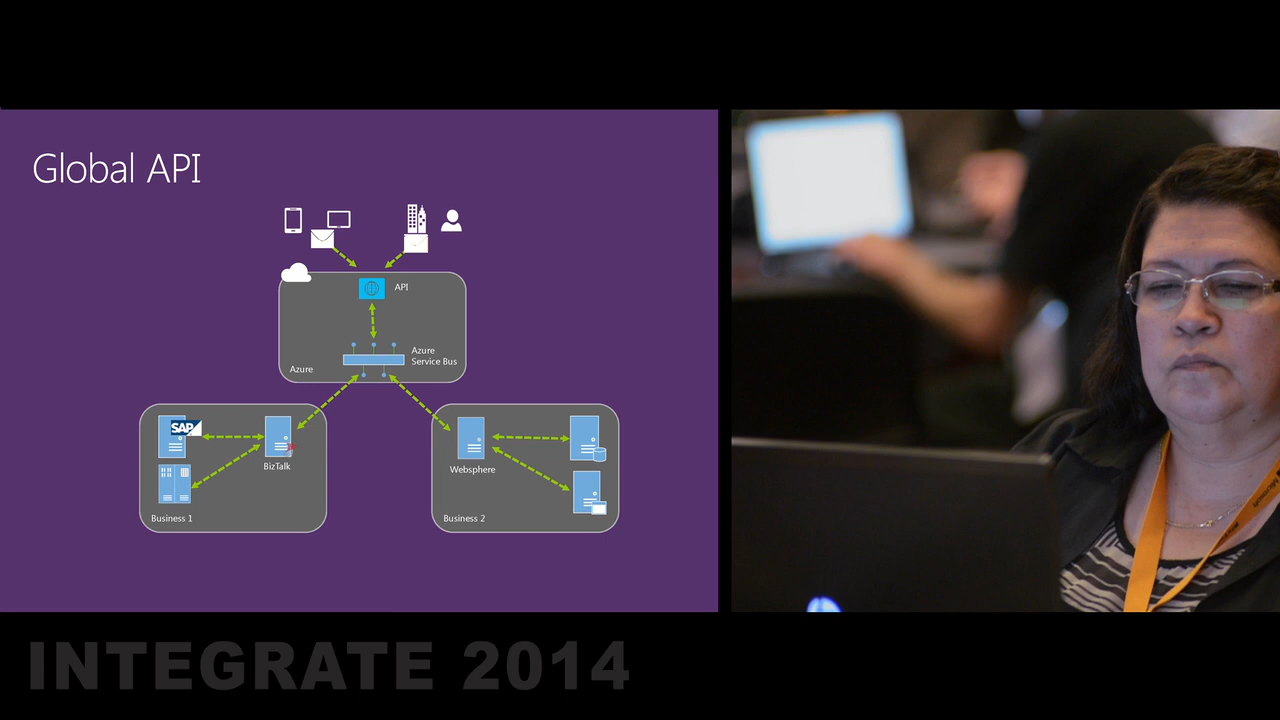 Global API
API
Azure
Service Bus
Azure
SAP
BizTalk
Business 1
Websphere
Business 2
INTEGRATE 2014